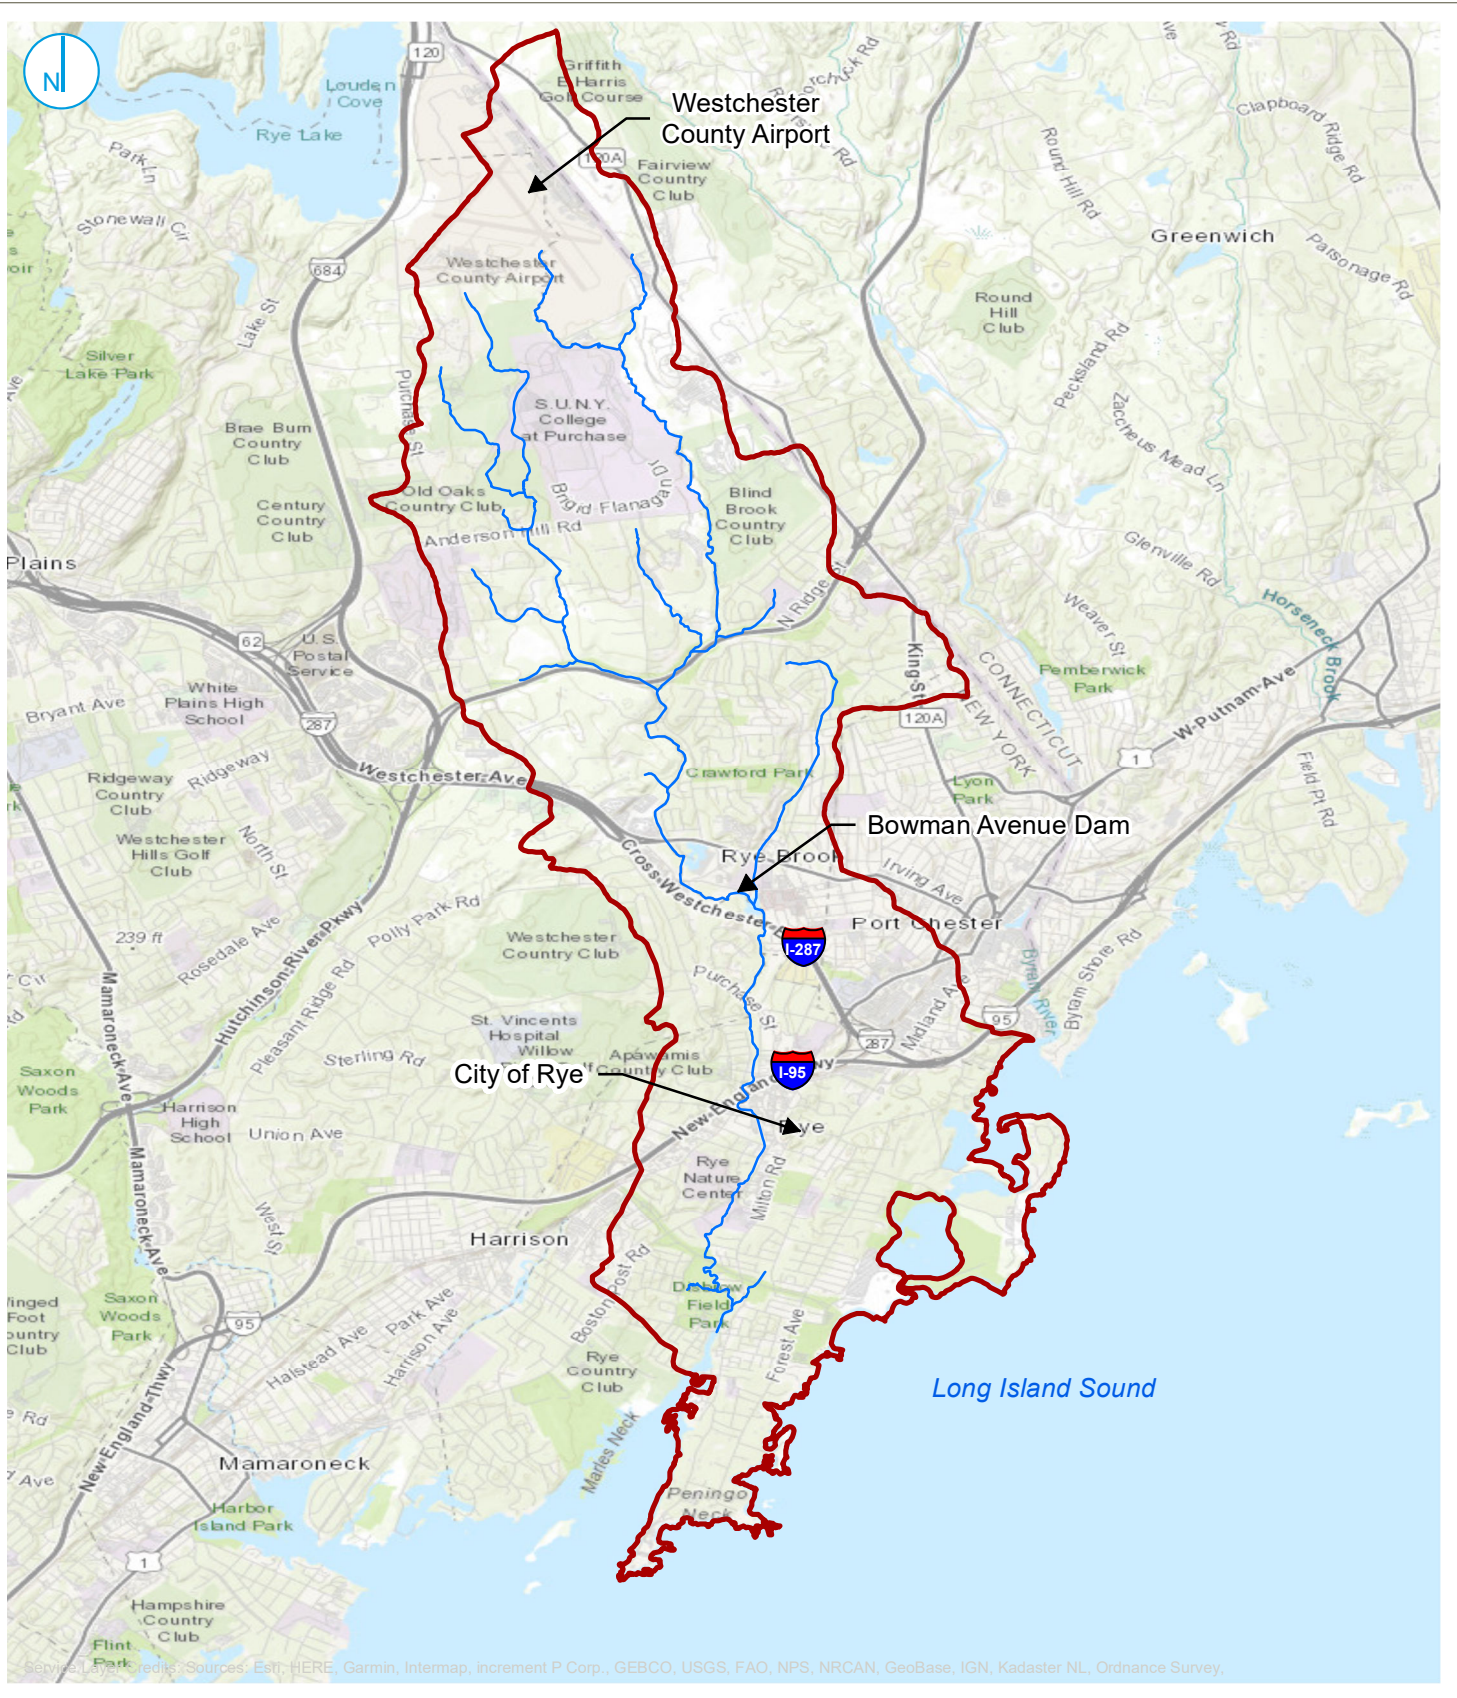 N
120
Griffith
E Harris
Golf Course
Louden
Cove
Rye Lake
Westchester
County Airport
Riversville Rd
Clapboard Ridge Rd
Round Hill Rd
Park Ln
120A
Fairview
Country
Club
Stonewall Cir
Greenwich
Parsonage Rd
684
Westchester
County Airport
Lake St
Round
Hill
Club
Silver
Lake Park
Pecksland Rd
Purchase St
S.U.N.Y.
College
at Purchase
Brae Burn
Country
Club
Zaccheus Mead Ln
Brigid Flanagan Dr
Old Oaks
Country Club
Blind
Brook
Country
Club
Century
Country
Club
Anderson Hill Rd
Glenville Rd
Plains
N Ridge St
Horseneck Brook
Weaver St
62
U.S.
Postal
Service
King St
CONNECTICUT
NEW YORK
Pemberwick
Park
White
Plains High
School
Bryant Ave
120A
W Putnam Ave
287
1
Ridgeway
Westchester Ave
Crawford Park
Ridgeway
Country
Club
Lyon
Park
Field Pt Rd
Bowman Avenue Dam
Westchester
Hills Golf
Club
North St
Rye Brook
Cross Westchester
Irving Ave
Polly Park Rd
Port Chester
239 ft
Rosedale Ave
Westchester
Country Club
I-287
Hutchinson River Pkwy
Mamaroneck Ave
Pleasant Ridge Rd
Purchase St
Midland Ave
Byram River
Byram Shore Rd
St. Vincents
Hospital
Willow
95
287
Sterling Rd
Apawamis
Country Club
City of Rye
I-95
Saxon
Woods
Park
New England
Harrison
High
School
Union Ave
Rye
Mamaroneck Ave
Rye
Nature
Center
Milton Rd
West St
Harrison
Boston Post Rd
Disbrow
Field
Park
Saxon
Woods
Park
95
Park Ave
Harrison Ave
Halstead Ave
Forest Ave
Rye
Country
Club
Long Island Sound
New England Thwy
Marles Neck
Mamaroneck
Peningo
Neck
Harbor
Island Park
1
Hampshire
Country
Club
Flint
Park
Service Layer Credits: Sources: Esri, HERE, Garmin, Intermap, increment P Corp., GEBCO, USGS, FAO, NPS, NRCAN, GeoBase, IGN, Kadaster NL, Ordnance Survey,